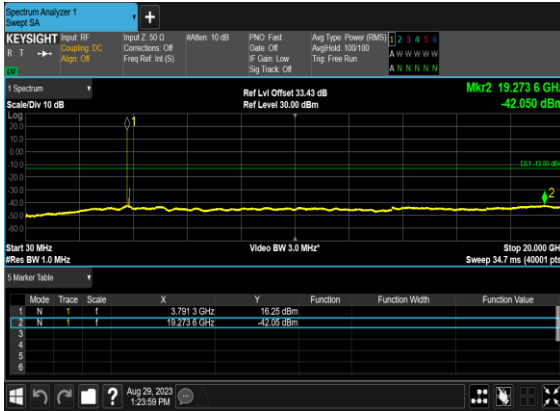 Spectrum Analyzer 1
Swept SA
+
KEYSIGHT Input: RF Input Z: 50 Ω #Atten: 10 dB PNO: Fast Avg Type: Power (RMS) 1 2 3 4 5 6
R T Coupling: DC Corrections: Off Gate: Off Avg|Hold: 100/100 A W W W W W
Align: Off Freq Ref: Int (S) IF Gain: Low Trig: Free Run
Sig Track: Off A N N N N N
1 Spectrum Ref Lvl Offset 33.43 dB Mkr2 19.273 6 GHz
Scale/Div 10 dB Ref Level 30.00 dBm -42.050 dBm
Log
20.0
10.0
0.00
-10.0
-20.0
-30.0
-40.0
-50.0
-60.0
1
DL1 -13.00 dBm
2
Start 30 MHz Video BW 3.0 MHz* Stop 20.000 GHz
#Res BW 1.0 MHz Sweep 34.7 ms (40001 pts)
5 Marker Table
Mode Trace Scale X Y Function Function Width Function Value
1 N 1 f 3.791 3 GHz 16.25 dBm
2 N 1 f 19.273 6 GHz -42.05 dBm
3
4
5
6
? Aug 29, 2023
1:23:59 PM